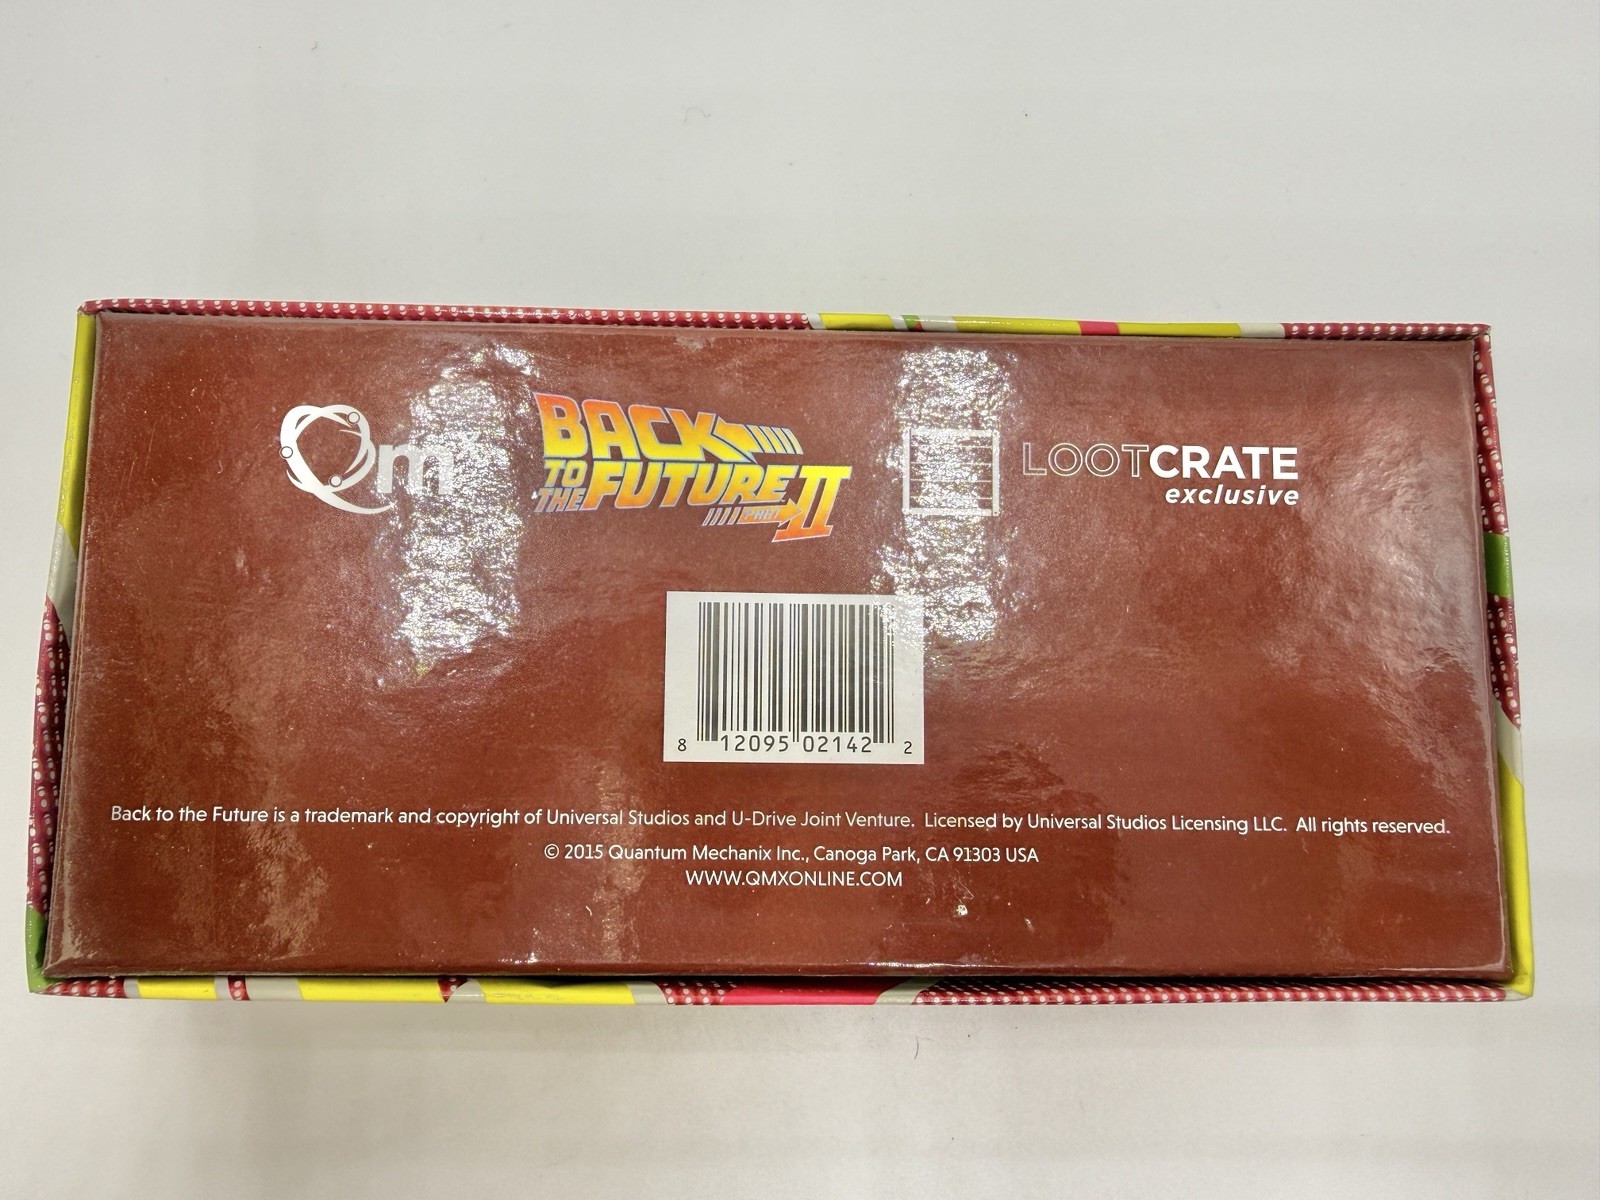 Qmx
BACK
TO THE FUTURE
PART II
LOOTCRATE
exclusive
8 12095 02142 2
Back to the Future is a trademark and copyright of Universal Studios and U-Drive Joint Venture. Licensed by Universal Studios Licensing LLC. All rights reserved.
© 2015 Quantum Mechanix Inc., Canoga Park, CA 91303 USA
WWW.QMXONLINE.COM